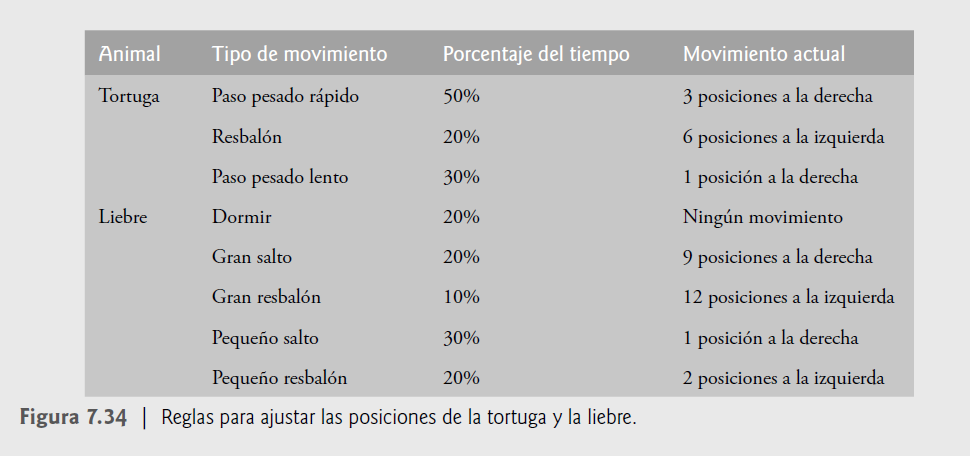 Animal Tipo de movimiento Porcentaje del tiempo Movimiento actual
Tortuga Paso pesado rápido 50% 3 posiciones a la derecha
Resbalón 20% 6 posiciones a la izquierda
Paso pesado lento 30% 1 posición a la derecha
Liebre Dormir 20% Ningún movimiento
Gran salto 20% 9 posiciones a la derecha
Gran resbalón 10% 12 posiciones a la izquierda
Pequeño salto 30% 1 posición a la derecha
Pequeño resbalón 20% 2 posiciones a la izquierda
Figura 7.34 | Reglas para ajustar las posiciones de la tortuga y la liebre.